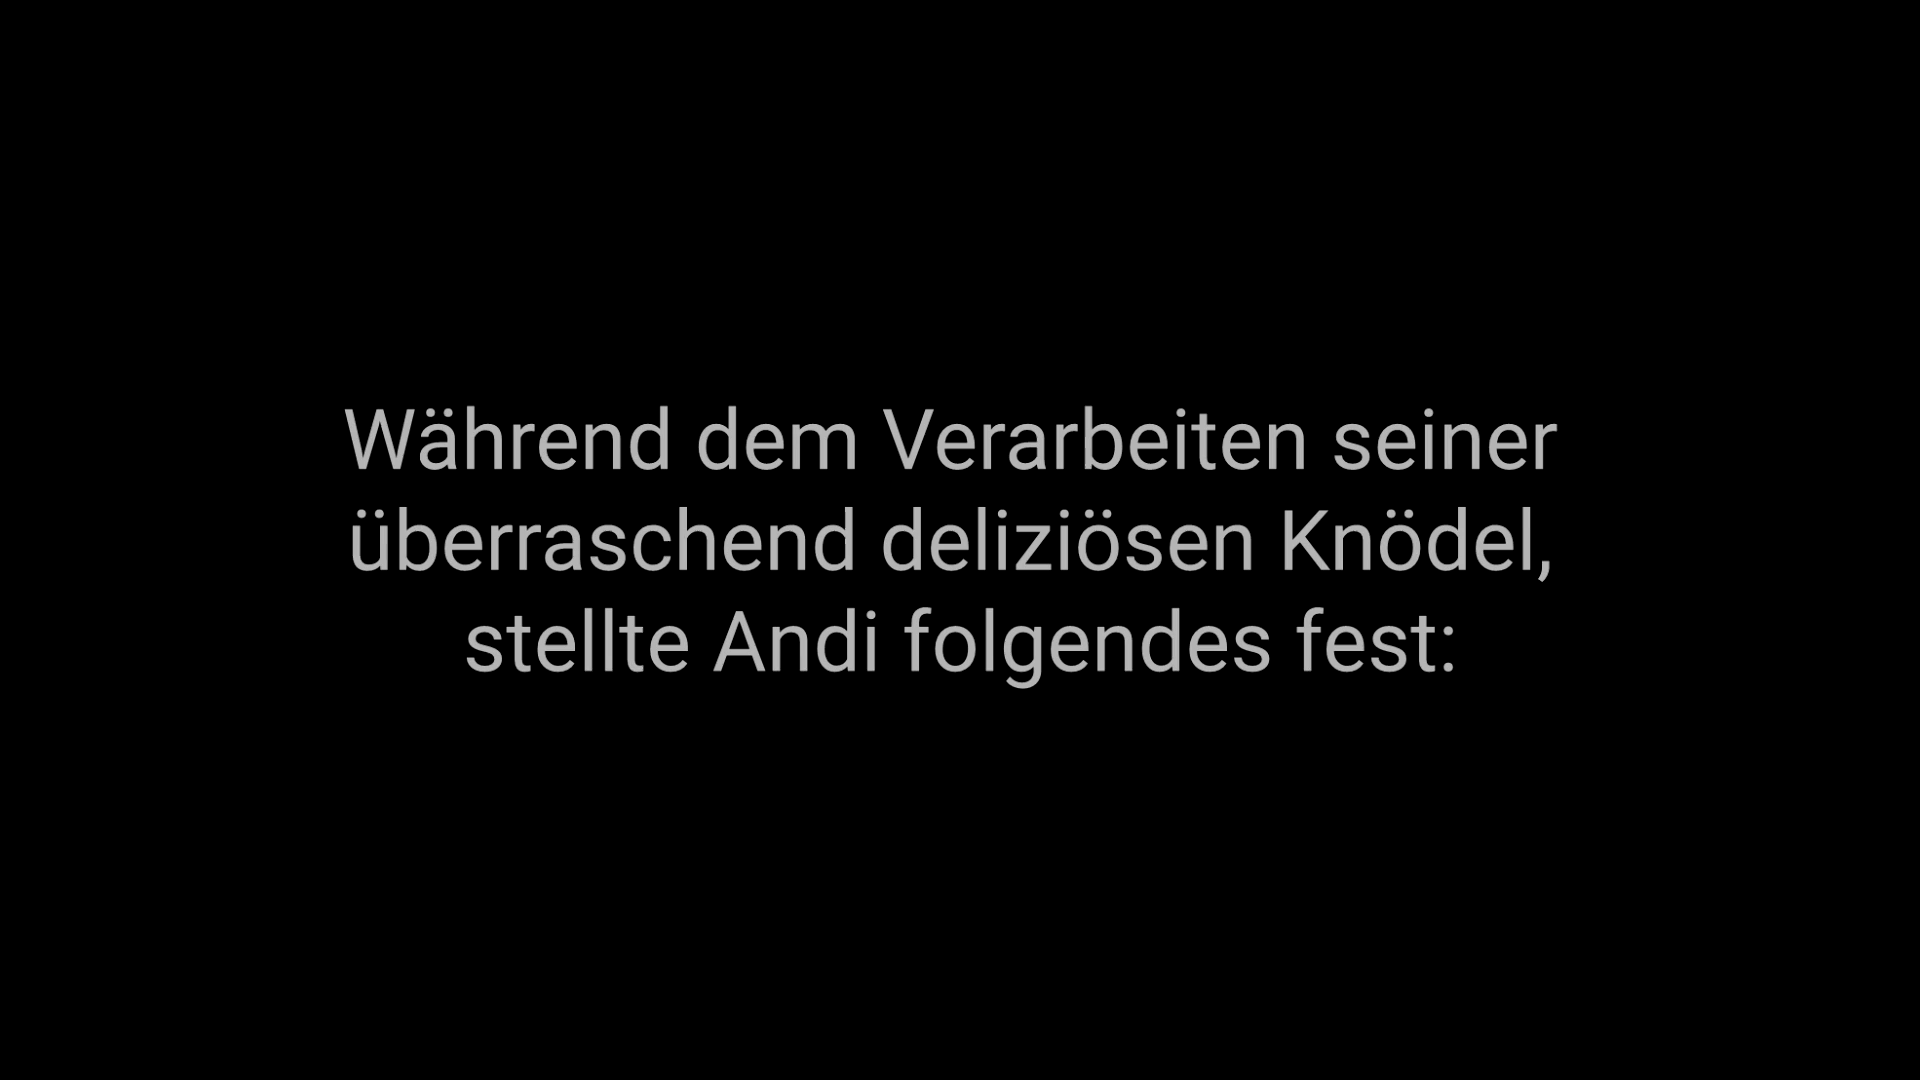 Während dem Verarbeiten seiner
überraschend deliziösen Knödel,
stellte Andi folgendes fest: